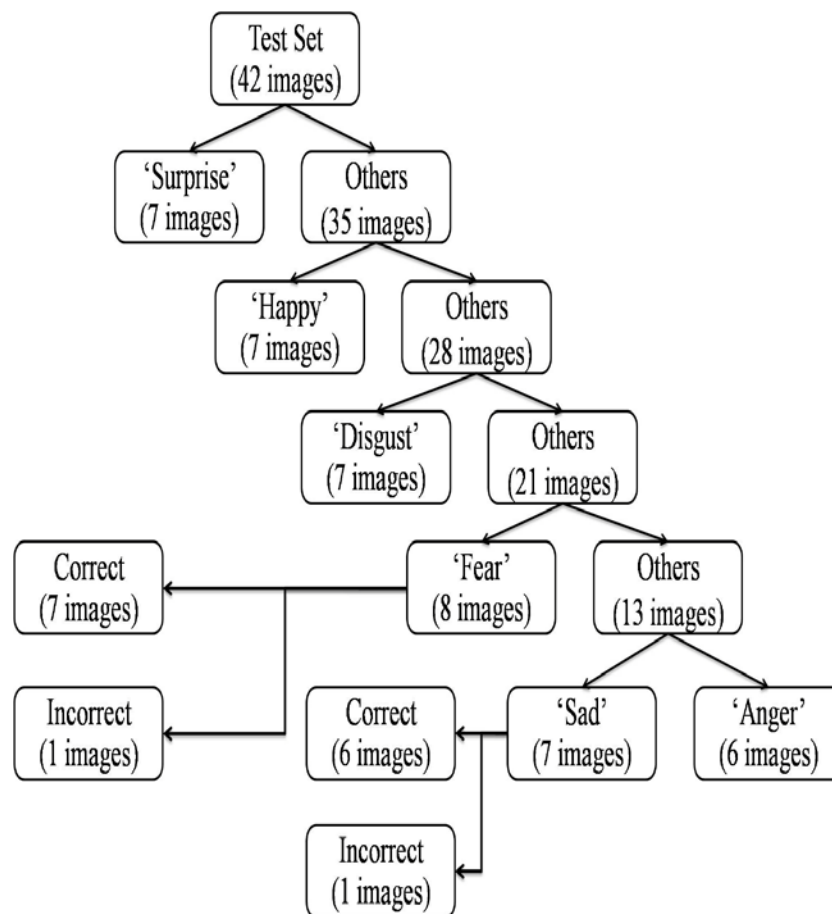 Test Set
(42 images)
‘Surprise’
(7 images)
Others
(35 images)
‘Happy’
(7 images)
Others
(28 images)
‘Disgust’
(7 images)
Others
(21 images)
Correct
(7 images)
‘Fear’
(8 images)
Others
(13 images)
Incorrect
(1 images)
Correct
(6 images)
‘Sad’
(7 images)
‘Anger’
(6 images)
Incorrect
(1 images)